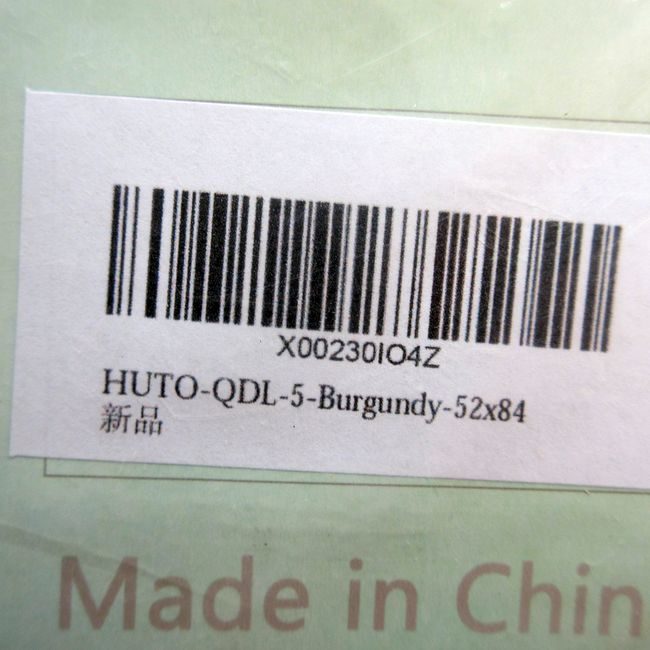 X00230IO4Z
HUTO-QDL-5-Burgundy-52x84
新品
Made in Chin